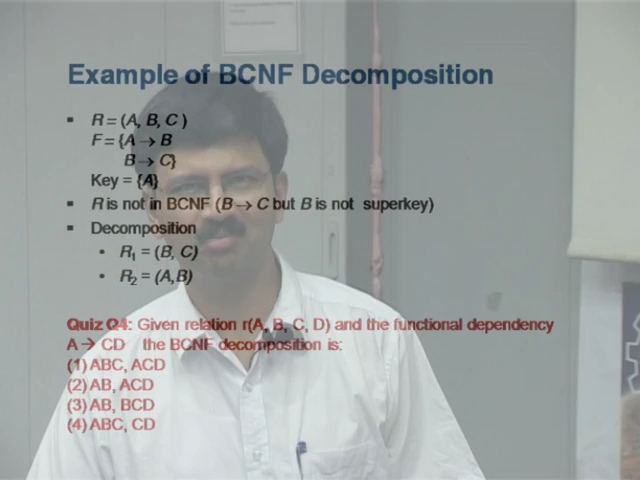 Example of BCNF Decomposition
R = (A, B, C )
F = {A → B
B → C}
Key = {A}
R is not in BCNF (B → C but B is not superkey)
Decomposition
R1 = (B, C)
R2 = (A,B)
Quiz Q4: Given relation r(A, B, C, D) and the functional dependency
A → CD the BCNF decomposition is:
(1) ABC, ACD
(2) AB, ACD
(3) AB, BCD
(4) ABC, CD